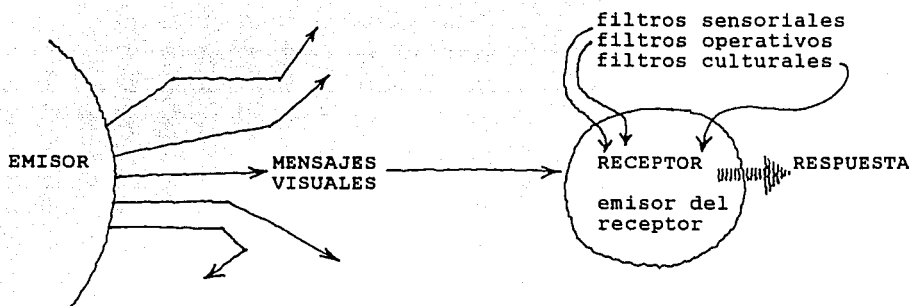 filtros sensoriales
filtros operativos
filtros culturales
EMISOR
MENSAJES
VISUALES
RECEPTOR
RESPUESTA
emisor del
receptor